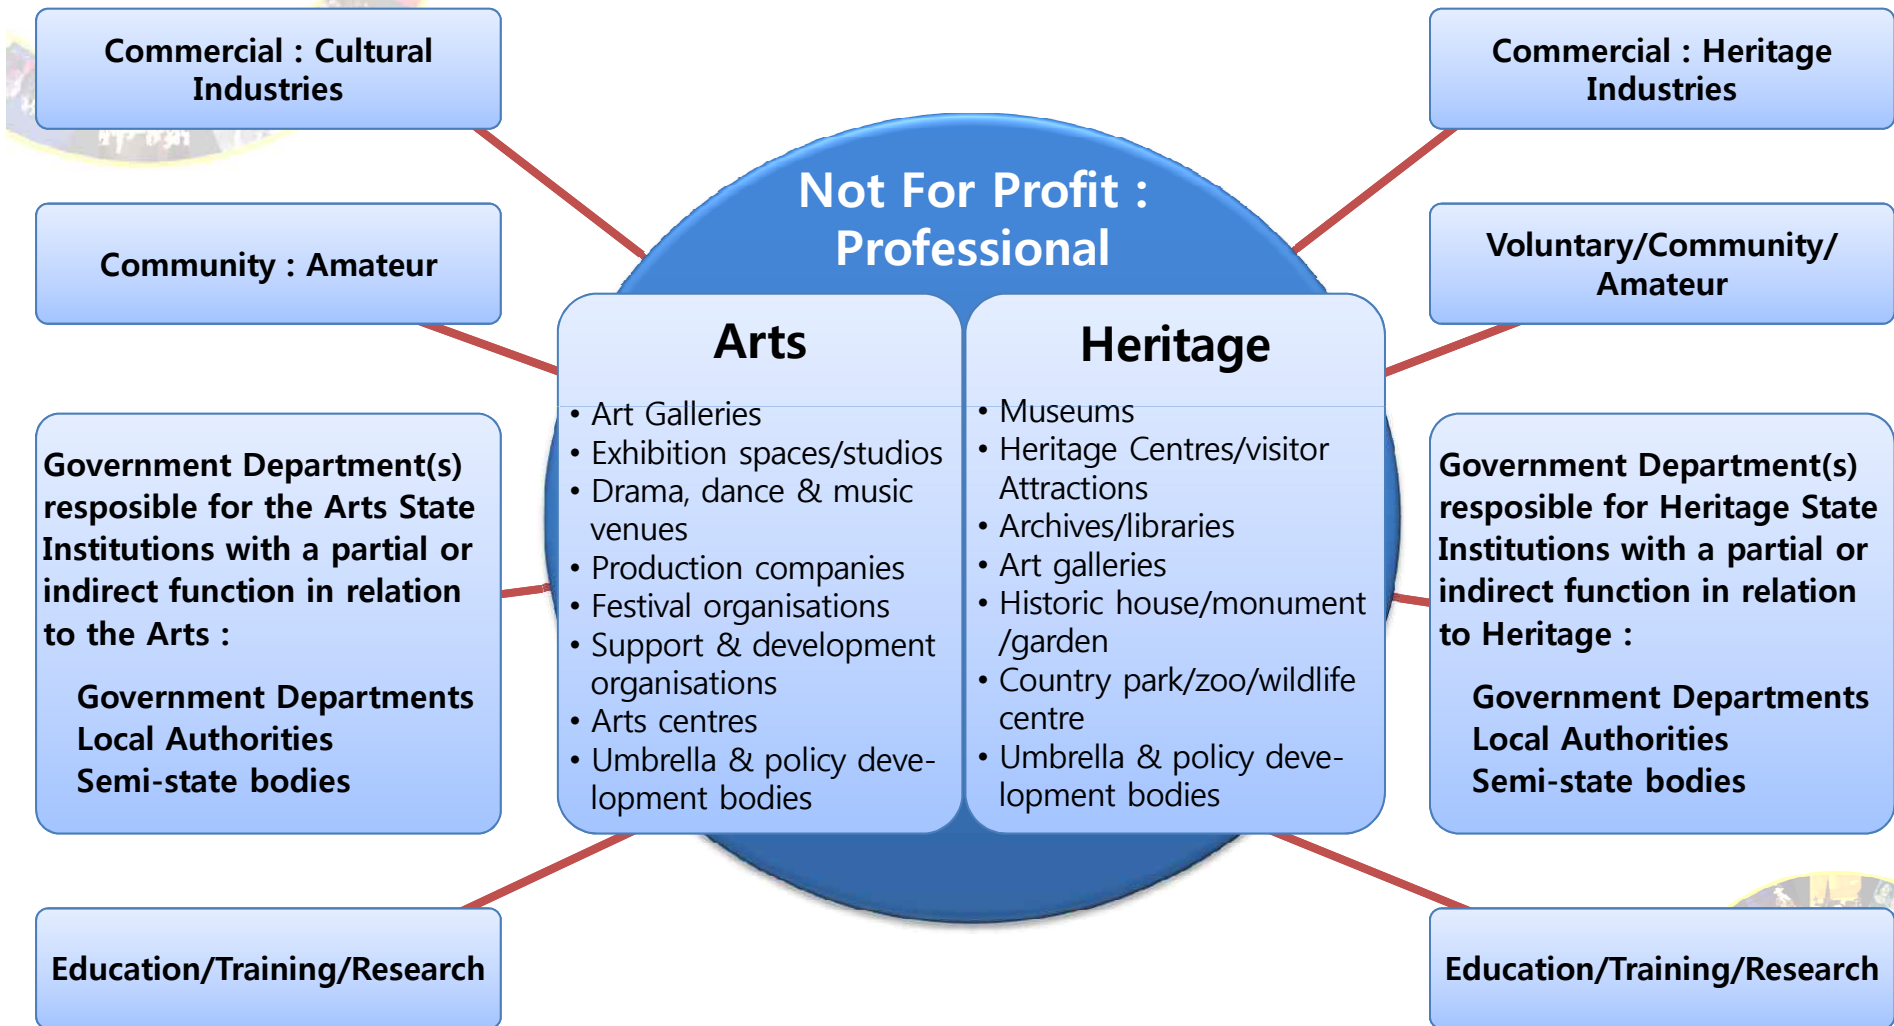 Commercial : Cultural
Industries
Community : Amateur
Government Department(s)
resposible for the Arts State
Institutions with a partial or
indirect function in relation
to the Arts :
Government Departments
Local Authorities
Semi-state bodies
Education/Training/Research
Not For Profit :
Professional
Arts
• Art Galleries
• Exhibition spaces/studios
• Drama, dance & music
venues
• Production companies
• Festival organisations
• Support & development
organisations
• Arts centres
• Umbrella & policy deve-
lopment bodies
Heritage
• Museums
• Heritage Centres/visitor
Attractions
• Archives/libraries
• Art galleries
• Historic house/monument
/garden
• Country park/zoo/wildlife
centre
• Umbrella & policy deve-
lopment bodies
Commercial : Heritage
Industries
Voluntary/Community/
Amateur
Government Department(s)
resposible for Heritage State
Institutions with a partial or
indirect function in relation
to Heritage :
Government Departments
Local Authorities
Semi-state bodies
Education/Training/Research